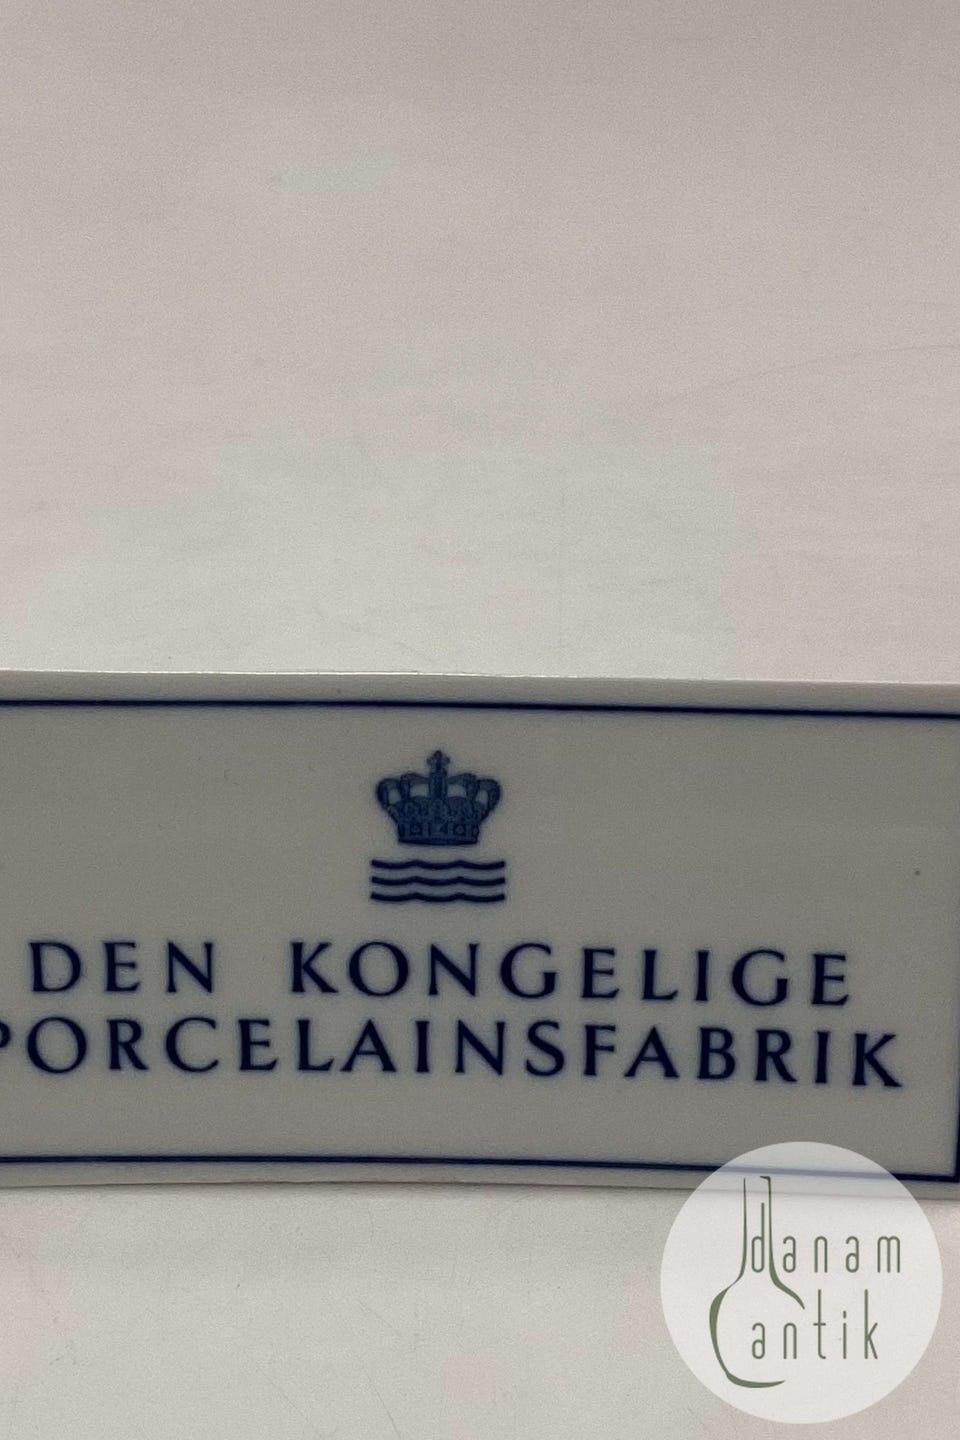 DEN KONGELIGE
PORCELAINSFABRIK
danam
antik